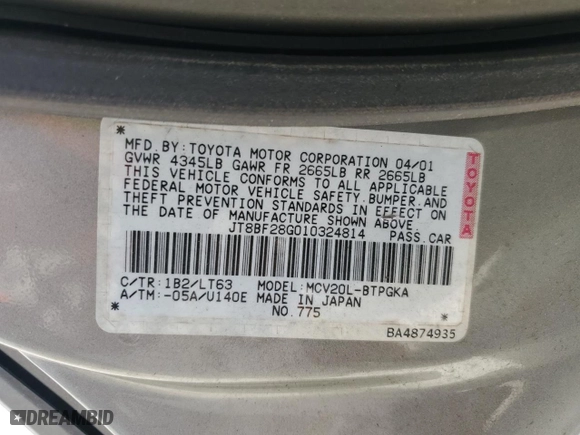 MFD.BY:TOYOTA MOTOR CORPORATION 04/01
GVWR 4345LB GAWR FR 2665LB RR 2665LB
THIS VEHICLE CONFORMS TO ALL APPLICABLE
FEDERAL MOTOR VEHICLE SAFETY,BUMPER,AND
THEFT PREVENTION STANDARDS IN EFFECT ON
THE DATE OF MANUFACTURE SHOWN ABOVE.
JT8BF28G010324814 PASS.CAR
TOYOTA
C/TR:1B2/LT63 MODEL:MCV20L-BTPGKA
A/TM:-05A/U140E MADE IN JAPAN
NO.775
BA4874935
DREAMBID